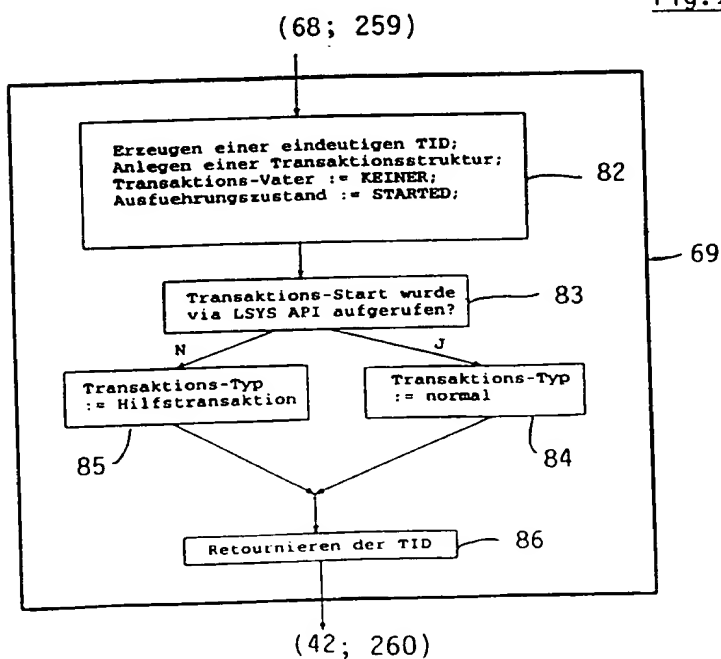 (68; 259)
Erzeugen einer eindeutigen TID;
Anlegen einer Transaktionsstruktur;
Transaktions-Vater := KEINER;
Ausfuehrungszustand := STARTED;
82
69
Transaktions-Start wurde
via LSYS API aufgerufen?
83
N
J
Transaktions-Typ
:= Hilfstransaktion
Transaktions-Typ
:= normal
85
84
Retournieren der TID
86
(42; 260)